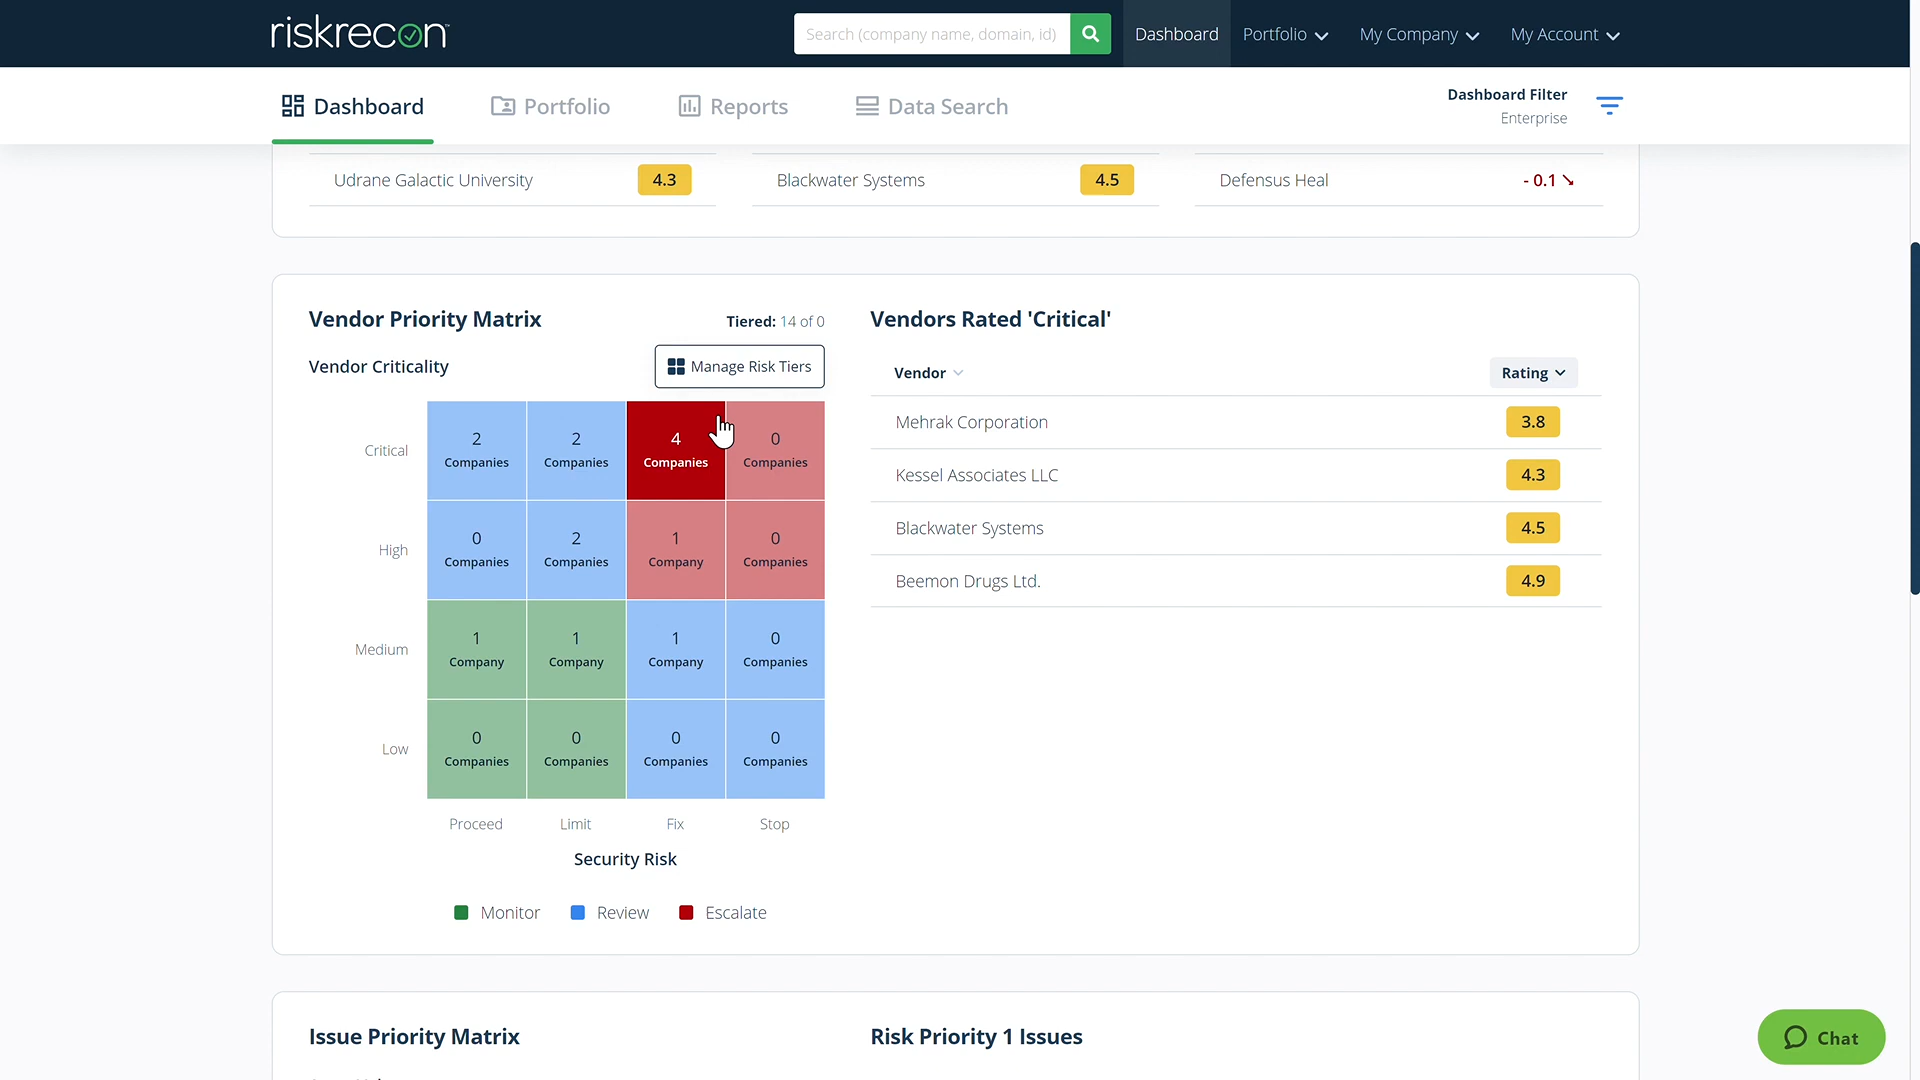 riskrecon
Search (company name, domain, id)
Dashboard
Portfolio
My Company
My Account
Dashboard
Portfolio
Reports
Data Search
Dashboard Filter
Enterprise
Udrane Galactic University 4.3
Blackwater Systems 4.5
Defensus Heal - 0.1
Vendor Priority Matrix
Tiered: 14 of 0
Vendor Criticality
Manage Risk Tiers
Critical
2 Companies
2 Companies
4 Companies
0 Companies
High
0 Companies
2 Companies
1 Company
0 Companies
Medium
1 Company
1 Company
1 Company
0 Companies
Low
0 Companies
0 Companies
0 Companies
0 Companies
Proceed
Limit
Fix
Stop
Security Risk
Monitor
Review
Escalate
Vendors Rated 'Critical'
Vendor
Rating
Mehrak Corporation 3.8
Kessel Associates LLC 4.3
Blackwater Systems 4.5
Beemon Drugs Ltd. 4.9
Issue Priority Matrix
Risk Priority 1 Issues
Chat